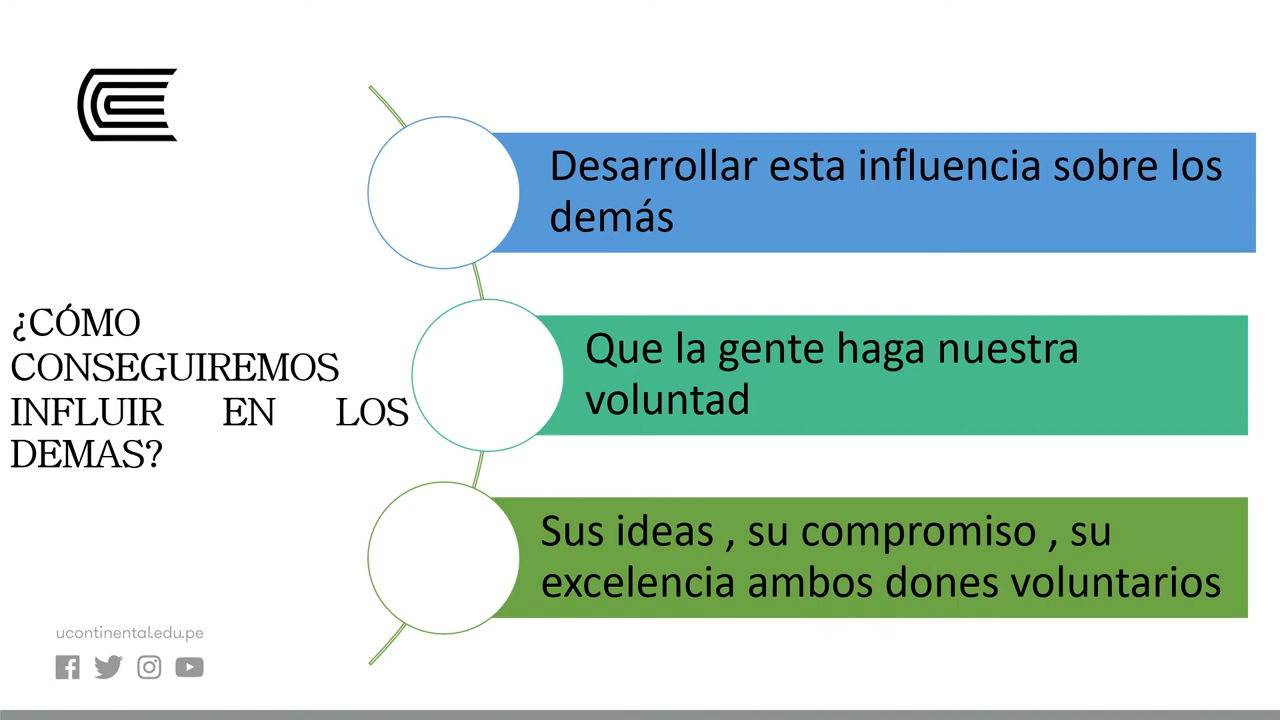 ¿CÓMO
CONSEGUIREMOS
INFLUIR EN LOS
DEMAS?
Desarrollar esta influencia sobre los
demás
Que la gente haga nuestra
voluntad
Sus ideas , su compromiso , su
excelencia ambos dones voluntarios
ucontinental.edu.pe